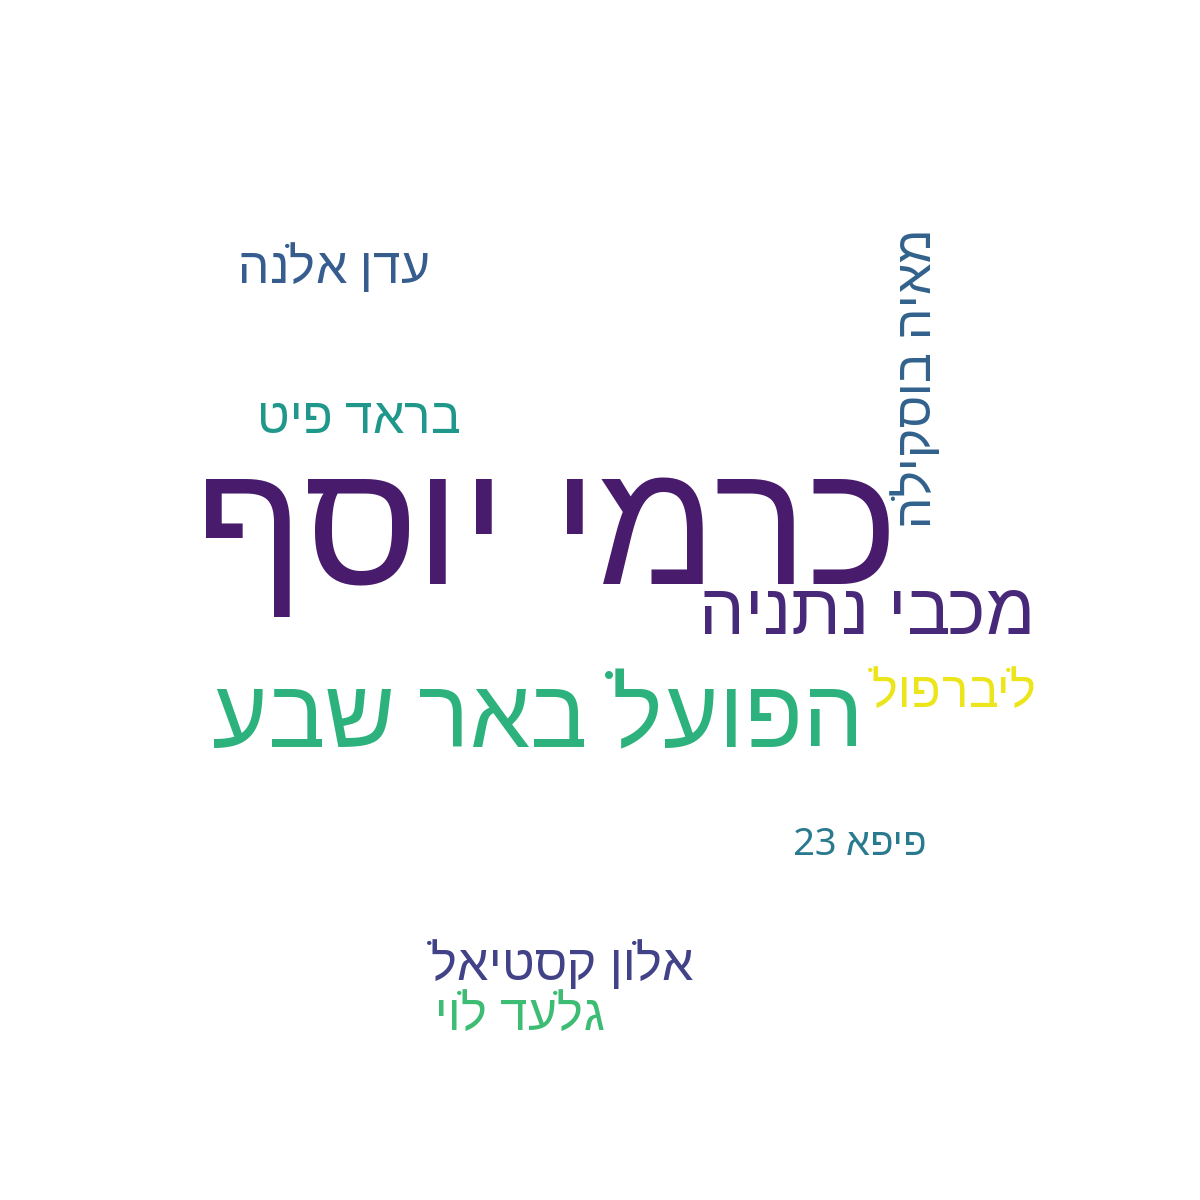 עדן אלנה
מאיה בוסקילה
בראד פיט
כרמי יוסף
מכבי נתניה
ליברפול
הפועל באר שבע
פיפא 23
אלון קסטיאל
גלעד לוי